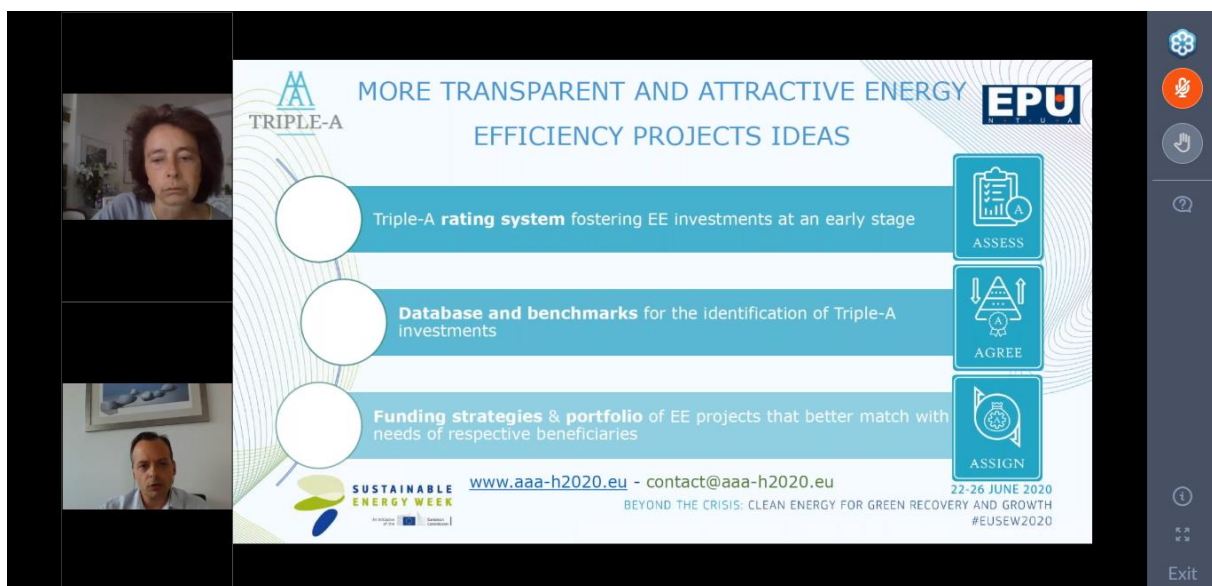 TRIPLE-A
MORE TRANSPARENT AND ATTRACTIVE ENERGY
EFFICIENCY PROJECTS IDEAS
EPU
N·T·U·A
Triple-A rating system fostering EE investments at an early stage
ASSESS
Database and benchmarks for the identification of Triple-A
investments
AGREE
Funding strategies & portfolio of EE projects that better match with
needs of respective beneficiaries
ASSIGN
SUSTAINABLE
ENERGY WEEK
www.aaa-h2020.eu - contact@aaa-h2020.eu
22-26 JUNE 2020
BEYOND THE CRISIS: CLEAN ENERGY FOR GREEN RECOVERY AND GROWTH
#EUSEW2020
Exit